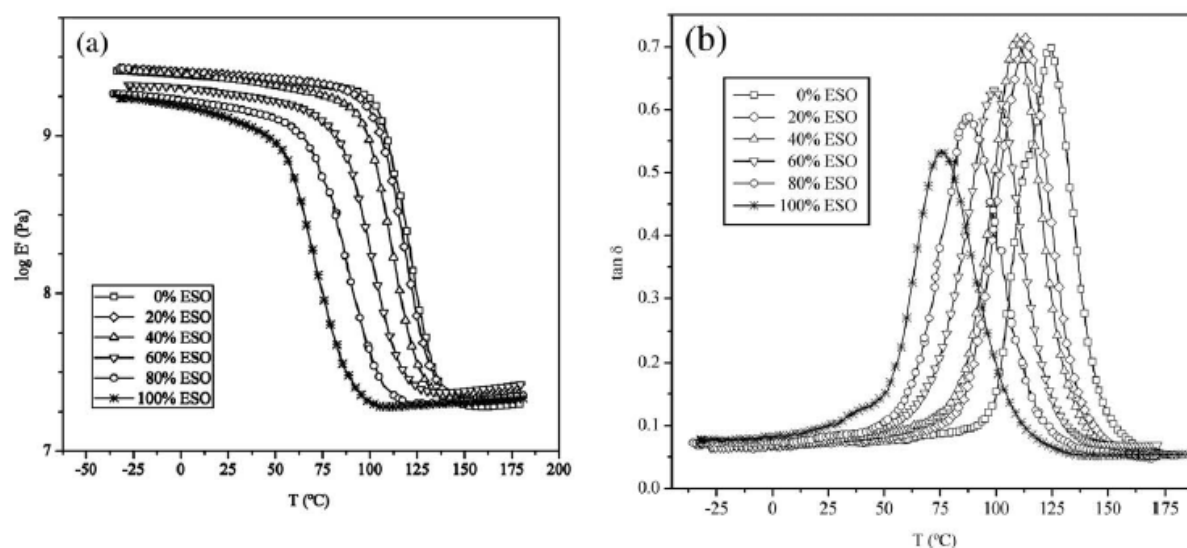 (a)
log E' (Pa)
9
8
7
0% ESO
20% ESO
40% ESO
60% ESO
80% ESO
100% ESO
-50 -25 0 25 50 75 100 125 150 175 200
T (ºC)
(b)
tan δ
0.7
0.6
0.5
0.4
0.3
0.2
0.1
0.0
0% ESO
20% ESO
40% ESO
60% ESO
80% ESO
100% ESO
-25 0 25 50 75 100 125 150 175
T (ºC)